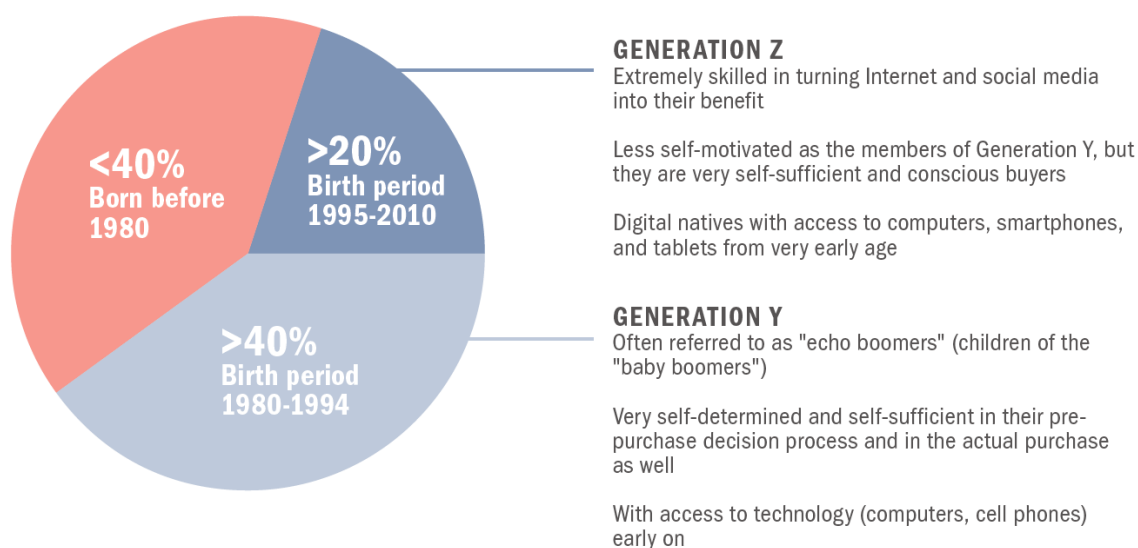 <40%
Born before
1980
>20%
Birth period
1995-2010
>40%
Birth period
1980-1994
GENERATION Z
Extremely skilled in turning Internet and social media
into their benefit
Less self-motivated as the members of Generation Y, but
they are very self-sufficient and conscious buyers
Digital natives with access to computers, smartphones,
and tablets from very early age
GENERATION Y
Often referred to as "echo boomers" (children of the
"baby boomers")
Very self-determined and self-sufficient in their pre-
purchase decision process and in the actual purchase
as well
With access to technology (computers, cell phones)
early on